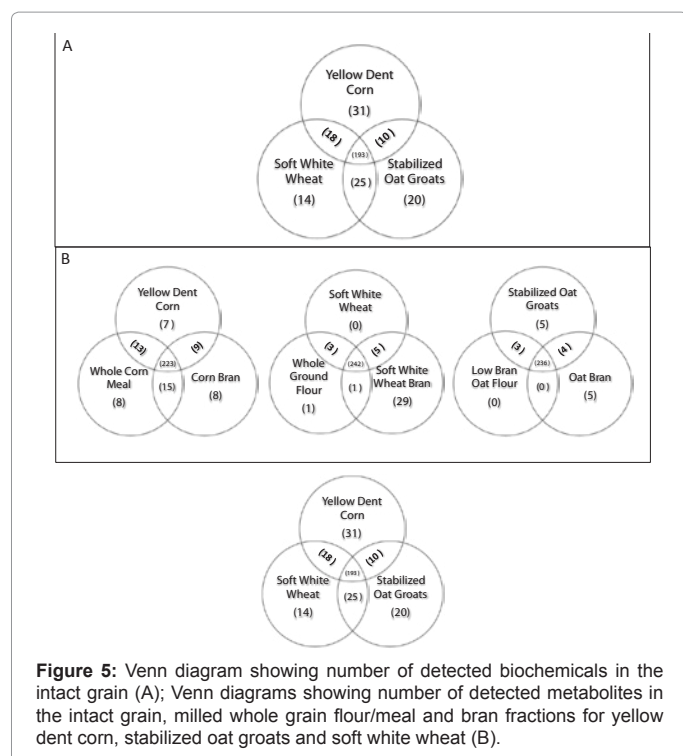 A
Yellow Dent
Corn
(31)
(18)
(10)
(193)
Soft White
Wheat
(14)
(25)
Stabilized
Oat Groats
(20)
B
Yellow Dent
Corn
(7)
(13)
(9)
(223)
Whole Corn
Meal
(8)
(15)
Corn Bran
(8)
Soft White
Wheat
(0)
(3)
(5)
(242)
Whole
Ground
Flour
(1)
(1)
Soft White
Wheat Bran
(29)
Stabilized Oat
Groats
(5)
(3)
(4)
(236)
Low Bran
Oat Flour
(0)
(0)
Oat Bran
(5)
Yellow Dent
Corn
(31)
(18)
(10)
(193)
Soft White
Wheat
(14)
(25)
Stabilized
Oat Groats
(20)
Figure 5: Venn diagram showing number of detected biochemicals in the
intact grain (A); Venn diagrams showing number of detected metabolites in
the intact grain, milled whole grain flour/meal and bran fractions for yellow
dent corn, stabilized oat groats and soft white wheat (B).